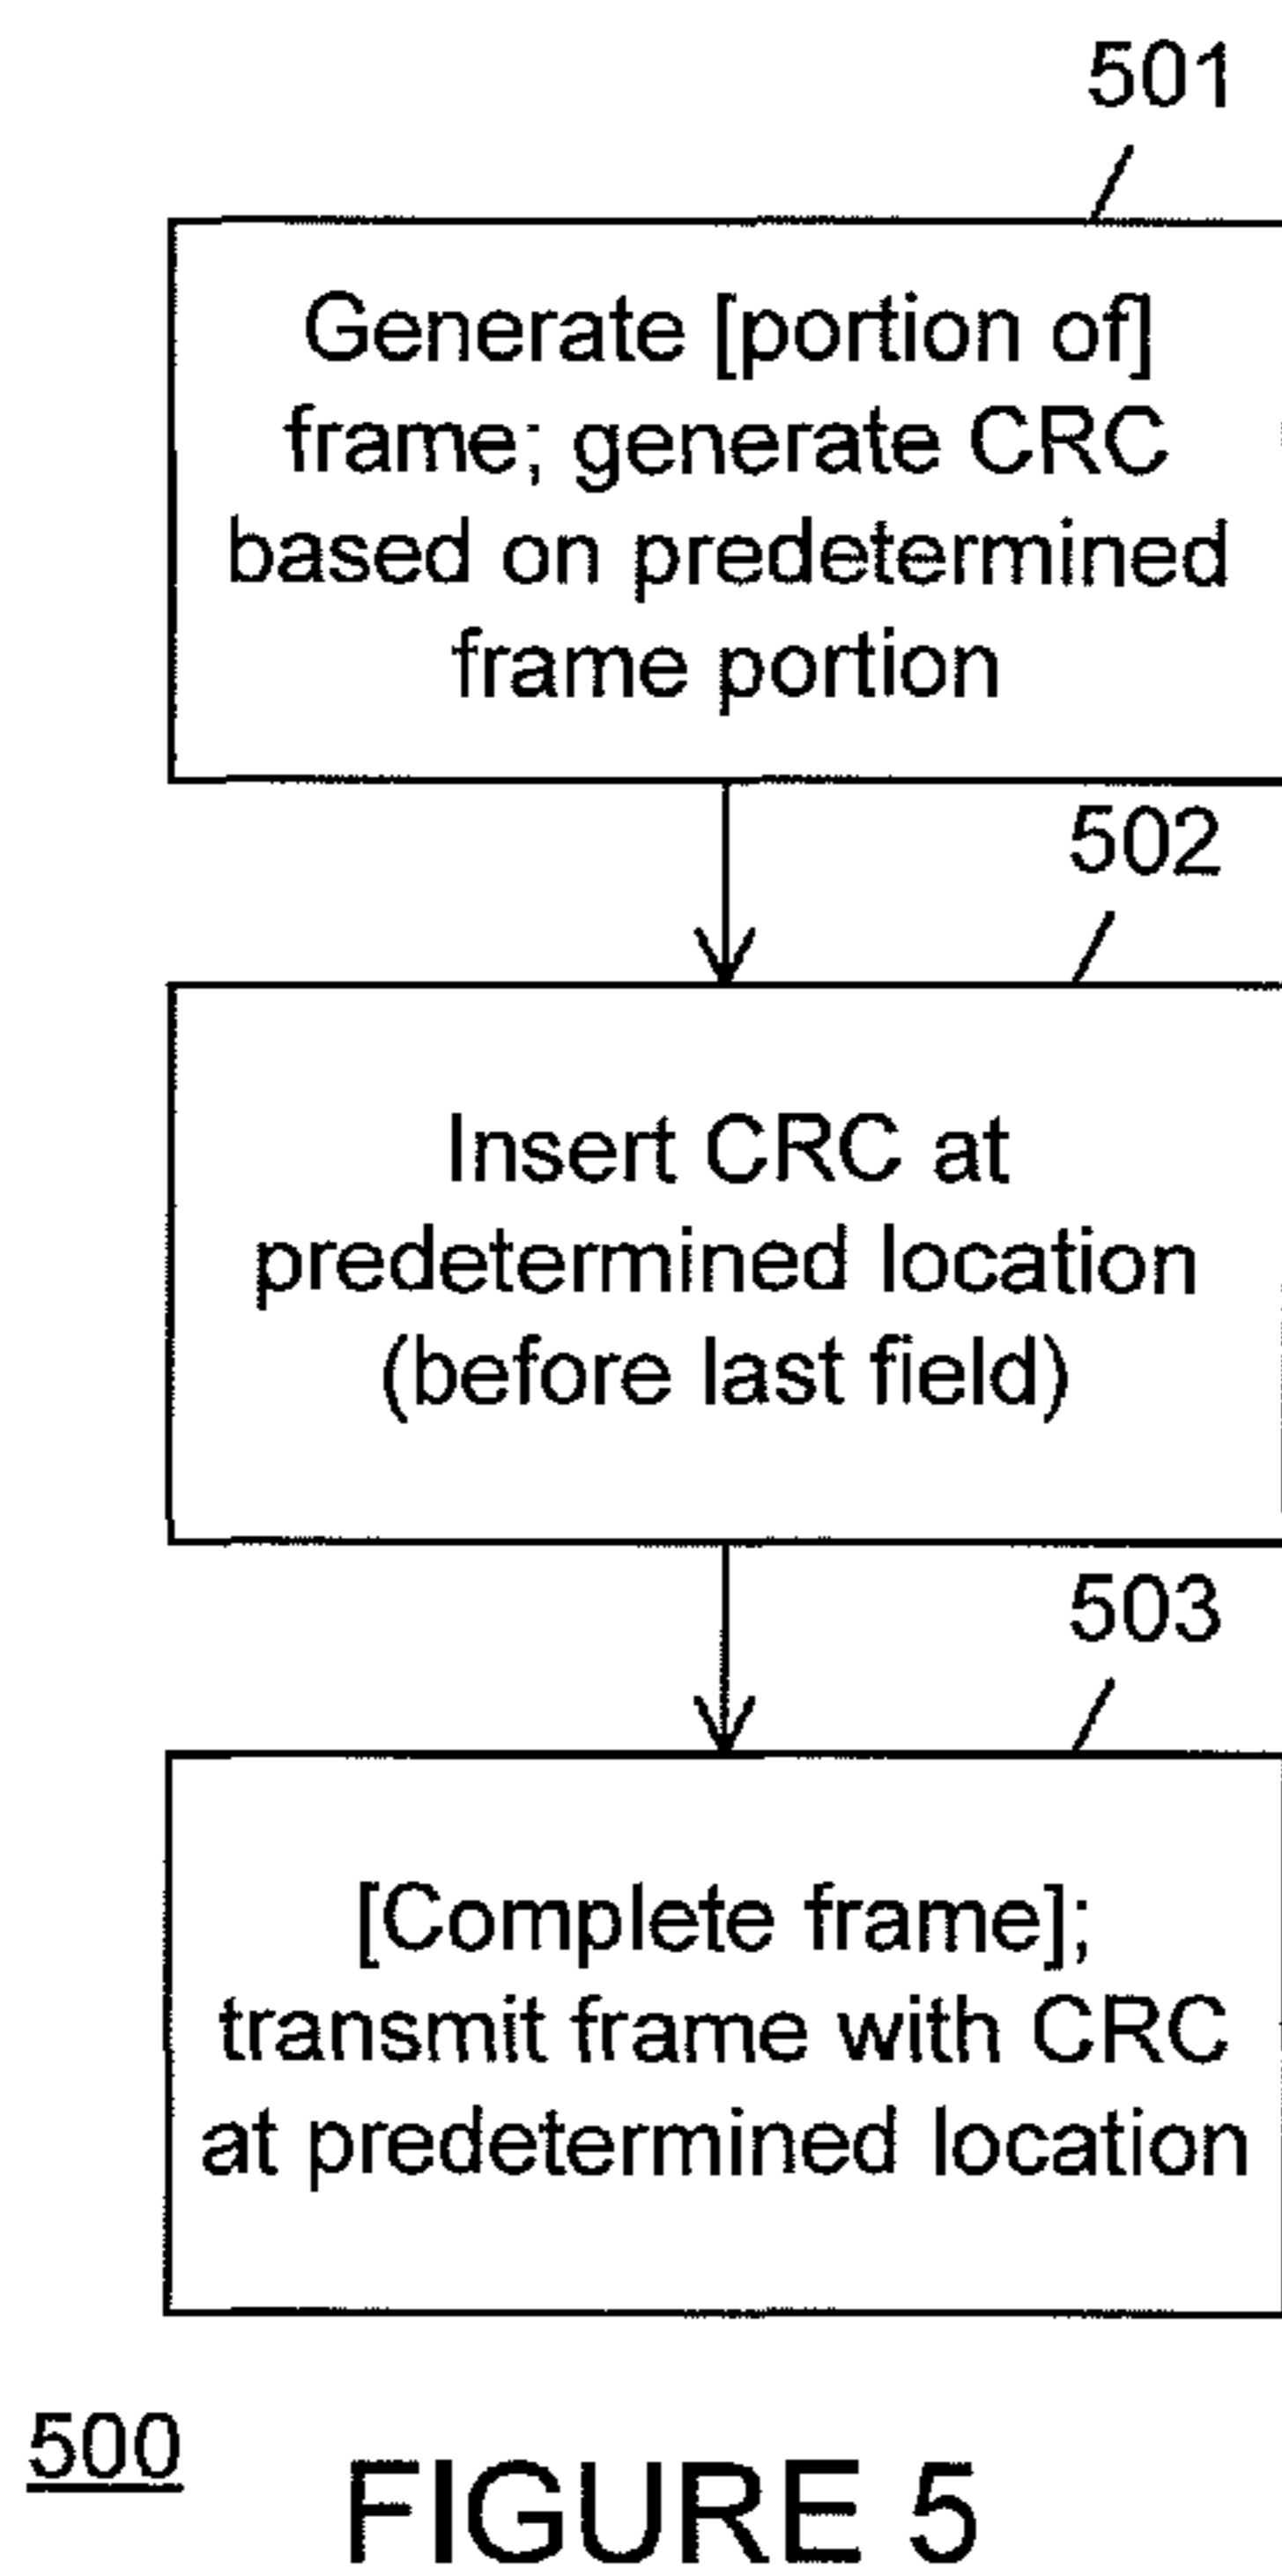 501
Generate [portion of]
frame; generate CRC
based on predetermined
frame portion
502
Insert CRC at
predetermined location
(before last field)
503
[Complete frame];
transmit frame with CRC
at predetermined location
500
FIGURE 5